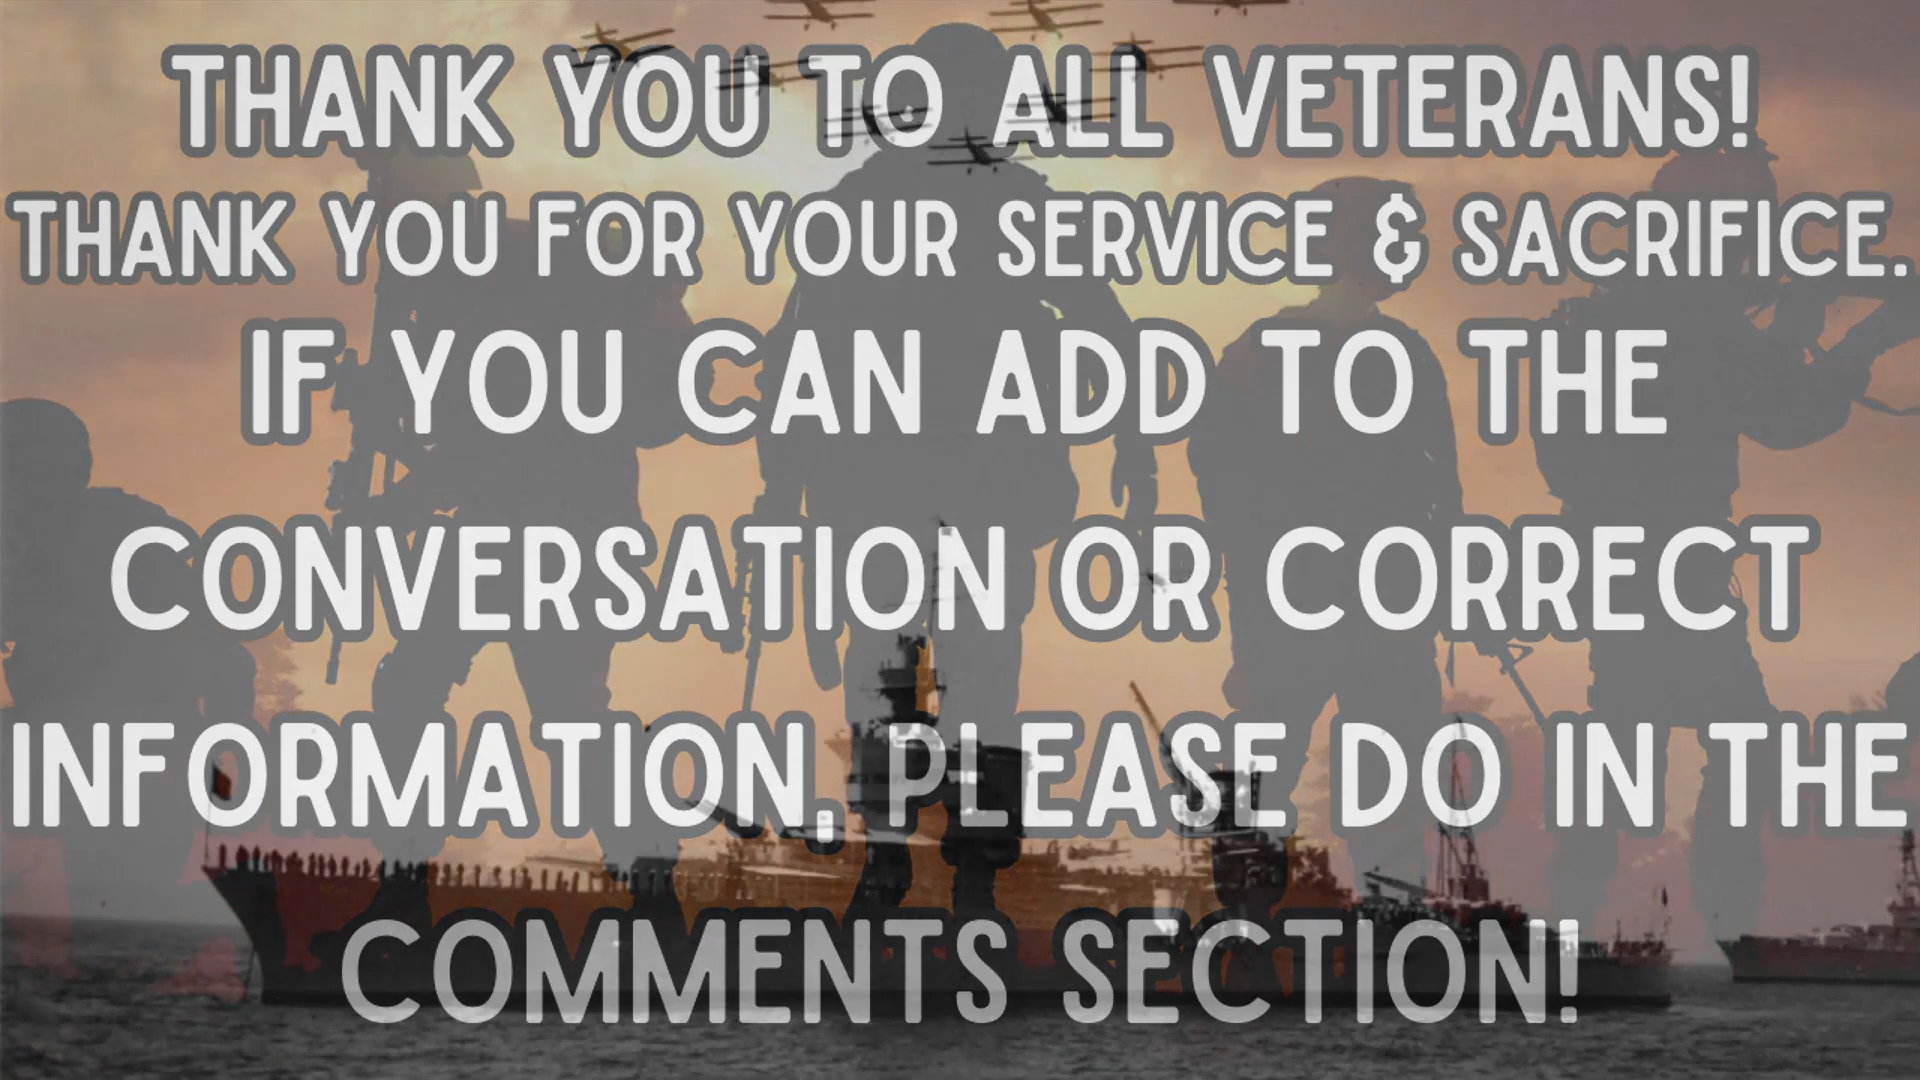 THANK YOU TO ALL VETERANS!
THANK YOU FOR YOUR SERVICE & SACRIFICE.
IF YOU CAN ADD TO THE
CONVERSATION OR CORRECT
INFORMATION, PLEASE DO IN THE
COMMENTS SECTION!